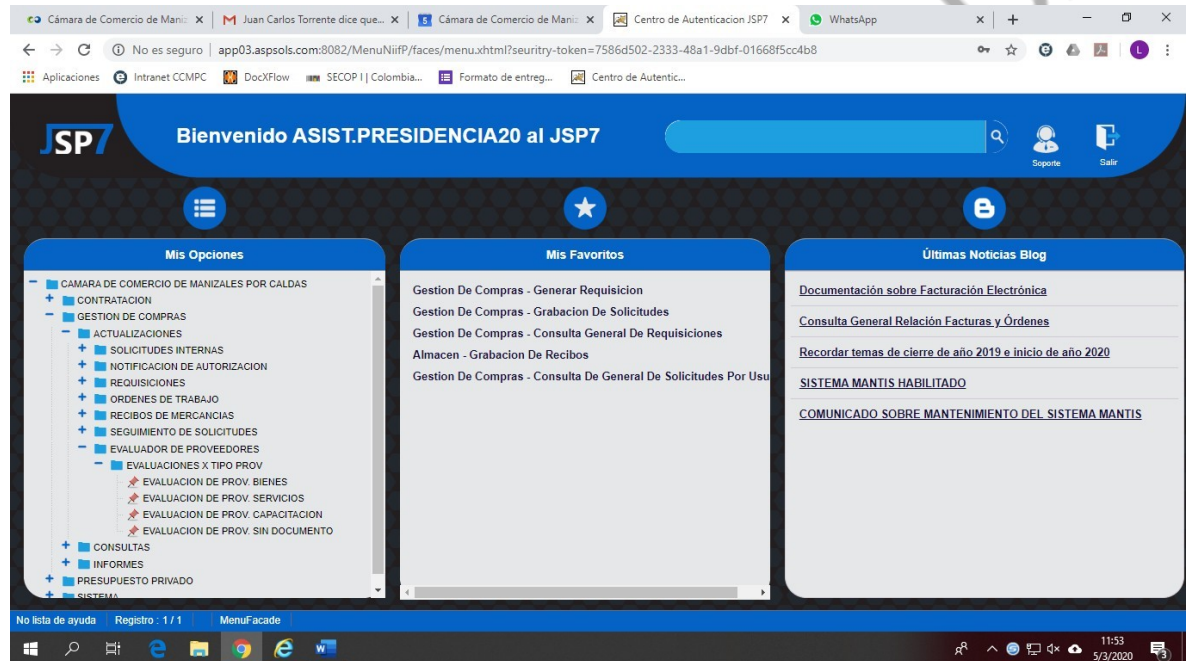 Cámara de Comercio de Maniz
Juan Carlos Torrente dice que...
Cámara de Comercio de Maniz
Centro de Autenticacion JSP7
WhatsApp
No es seguro
app03.aspsols.com:8082/MenuNiifP/faces/menu.xhtml?seuritry-token=7586d502-2333-48a1-9dbf-01668f5cc4b8
L
Aplicaciones
Intranet CCMPC
DocXFlow
SECOP I | Colombia...
Formato de entreg...
Centro de Autentic...
JSP7
Bienvenido ASIST.PRESIDENCIA20 al JSP7
Soporte
Salir
Mis Opciones
CAMARA DE COMERCIO DE MANIZALES POR CALDAS
CONTRATACION
GESTION DE COMPRAS
ACTUALIZACIONES
SOLICITUDES INTERNAS
NOTIFICACION DE AUTORIZACION
REQUISICIONES
ORDENES DE TRABAJO
RECIBOS DE MERCANCIAS
SEGUIMIENTO DE SOLICITUDES
EVALUADOR DE PROVEEDORES
EVALUACIONES X TIPO PROV
EVALUACION DE PROV. BIENES
EVALUACION DE PROV. SERVICIOS
EVALUACION DE PROV. CAPACITACION
EVALUACION DE PROV. SIN DOCUMENTO
CONSULTAS
INFORMES
PRESUPUESTO PRIVADO
SISTEMA
Mis Favoritos
Gestion De Compras - Generar Requisicion
Gestion De Compras - Grabacion De Solicitudes
Gestion De Compras - Consulta General De Requisiciones
Almacen - Grabacion De Recibos
Gestion De Compras - Consulta De General De Solicitudes Por Usu
Últimas Noticias Blog
Documentación sobre Facturación Electrónica
Consulta General Relación Facturas y Órdenes
Recordar temas de cierre de año 2019 e inicio de año 2020
SISTEMA MANTIS HABILITADO
COMUNICADO SOBRE MANTENIMIENTO DEL SISTEMA MANTIS
No lista de ayuda
Registro : 1 / 1
MenuFacade
11:53
5/3/2020
3